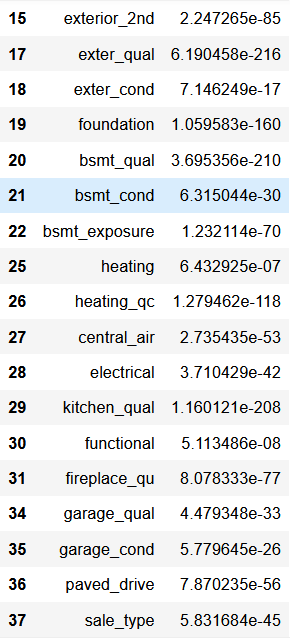 15 exterior_2nd 2.247265e-85
17 exter_qual 6.190458e-216
18 exter_cond 7.146249e-17
19 foundation 1.059583e-160
20 bsmt_qual 3.695356e-210
21 bsmt_cond 6.315044e-30
22 bsmt_exposure 1.232114e-70
25 heating 6.432925e-07
26 heating_qc 1.279462e-118
27 central_air 2.735435e-53
28 electrical 3.710429e-42
29 kitchen_qual 1.160121e-208
30 functional 5.113486e-08
31 fireplace_qu 8.078333e-77
34 garage_qual 4.479348e-33
35 garage_cond 5.779645e-26
36 paved_drive 7.870235e-56
37 sale_type 5.831684e-45